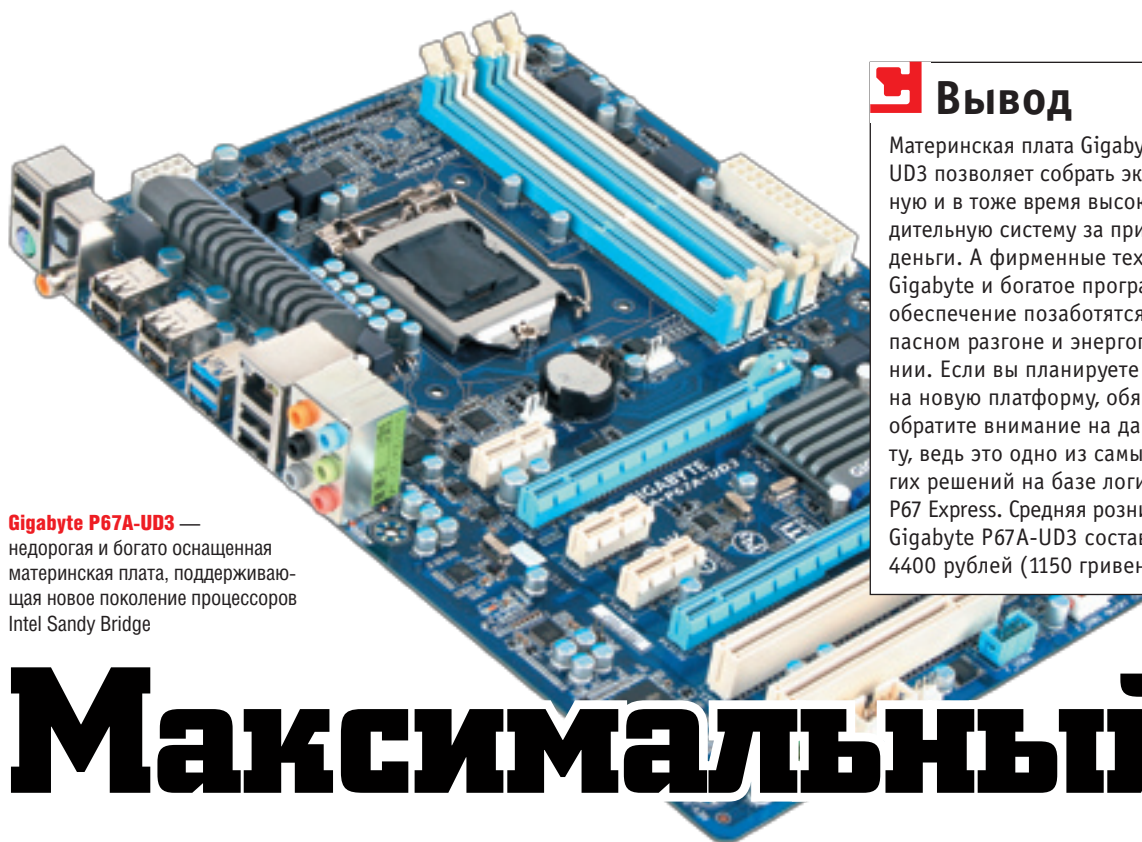 Вывод
Материнская плата Gigaby
UD3 позволяет собрать эк
ную и в тоже время высок
дительную систему за при
деньги. А фирменные тех
Gigabyte и богатое програ
обеспечение позаботятся
пасном разгоне и энергоп
нии. Если вы планируете
на новую платформу, обя
обратите внимание на да
ту, ведь это одно из самы
гих решений на базе логи
P67 Express. Средняя розни
Gigabyte P67A-UD3 состав
4400 рублей (1150 гривен
GIGABYTE
-P67A-UD3
Gigabyte P67A-UD3 —
недорогая и богато оснащенная
материнская плата, поддерживаю-
щая новое поколение процессоров
Intel Sandy Bridge
Максимальный